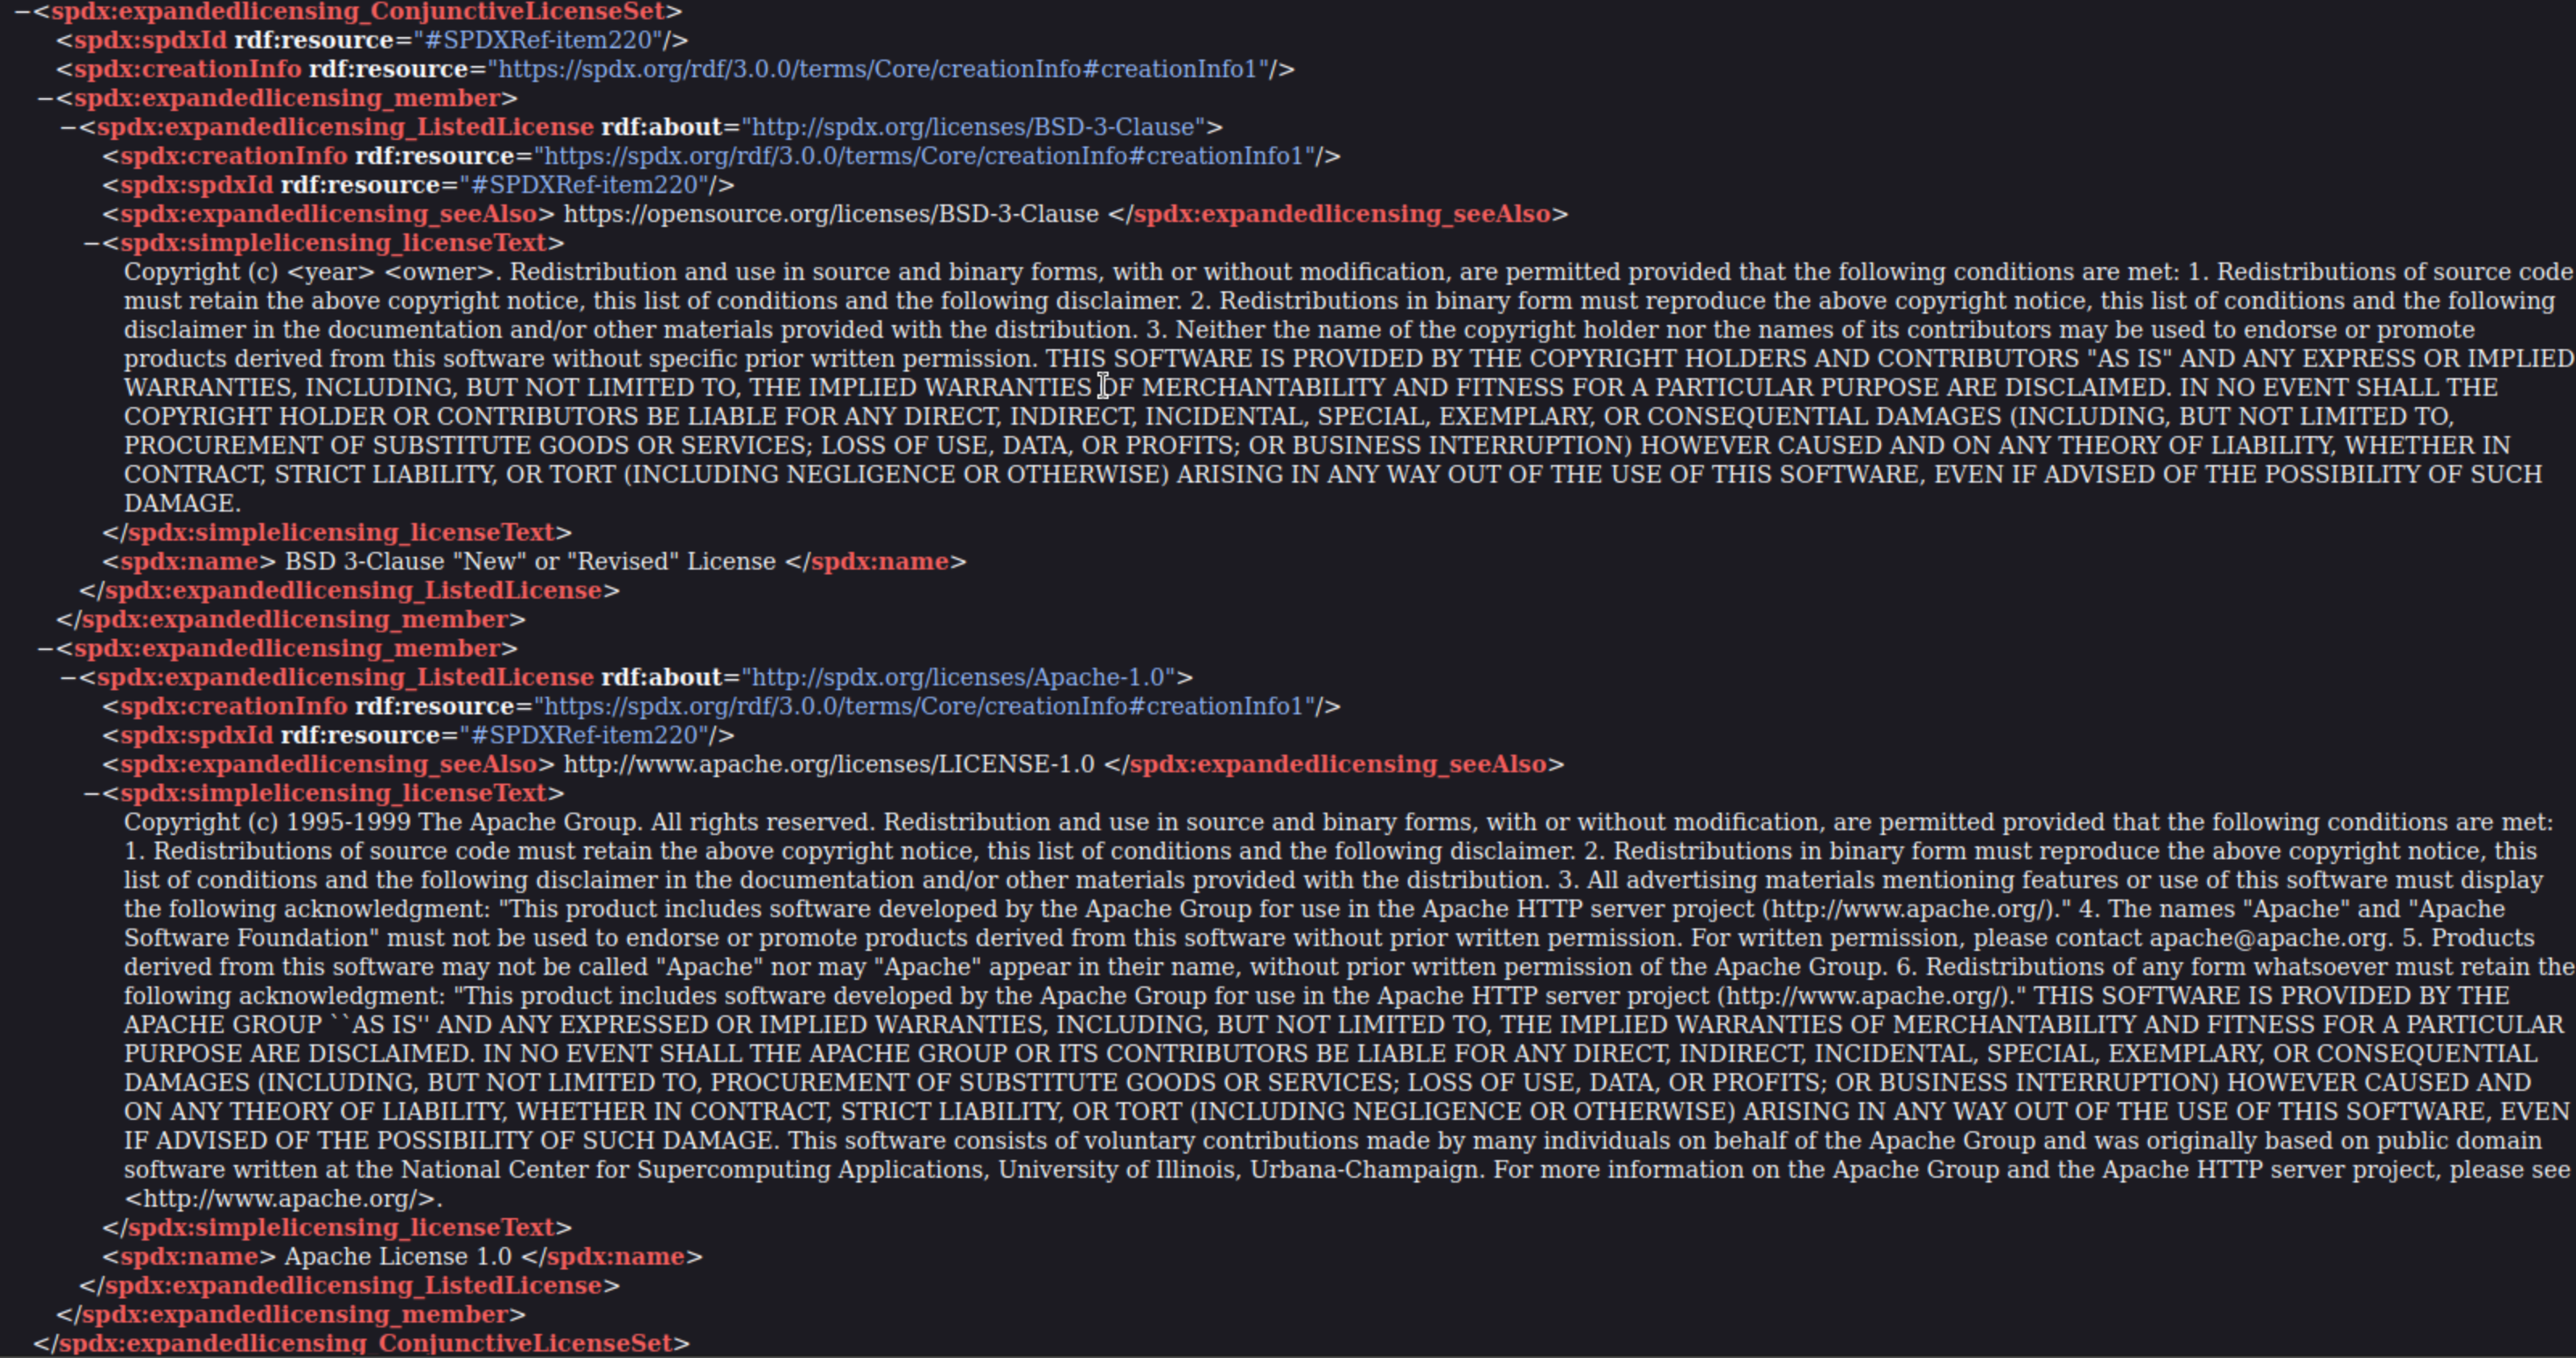 −<spdx:expandedlicensing_ConjunctiveLicenseSet>
<spdx:spdxId rdf:resource="#SPDXRef-item220"/>
<spdx:creationInfo rdf:resource="https://spdx.org/rdf/3.0.0/terms/Core/creationInfo#creationInfo1"/>
−<spdx:expandedlicensing_member>
−<spdx:expandedlicensing_ListedLicense rdf:about="http://spdx.org/licenses/BSD-3-Clause">
<spdx:creationInfo rdf:resource="https://spdx.org/rdf/3.0.0/terms/Core/creationInfo#creationInfo1"/>
<spdx:spdxId rdf:resource="#SPDXRef-item220"/>
<spdx:expandedlicensing_seeAlso> https://opensource.org/licenses/BSD-3-Clause </spdx:expandedlicensing_seeAlso>
−<spdx:simplelicensing_licenseText>
Copyright (c) <year> <owner>. Redistribution and use in source and binary forms, with or without modification, are permitted provided that the following conditions are met: 1. Redistributions of source code
must retain the above copyright notice, this list of conditions and the following disclaimer. 2. Redistributions in binary form must reproduce the above copyright notice, this list of conditions and the following
disclaimer in the documentation and/or other materials provided with the distribution. 3. Neither the name of the copyright holder nor the names of its contributors may be used to endorse or promote
products derived from this software without specific prior written permission. THIS SOFTWARE IS PROVIDED BY THE COPYRIGHT HOLDERS AND CONTRIBUTORS "AS IS" AND ANY EXPRESS OR IMPLIED
WARRANTIES, INCLUDING, BUT NOT LIMITED TO, THE IMPLIED WARRANTIES OF MERCHANTABILITY AND FITNESS FOR A PARTICULAR PURPOSE ARE DISCLAIMED. IN NO EVENT SHALL THE
COPYRIGHT HOLDER OR CONTRIBUTORS BE LIABLE FOR ANY DIRECT, INDIRECT, INCIDENTAL, SPECIAL, EXEMPLARY, OR CONSEQUENTIAL DAMAGES (INCLUDING, BUT NOT LIMITED TO,
PROCUREMENT OF SUBSTITUTE GOODS OR SERVICES; LOSS OF USE, DATA, OR PROFITS; OR BUSINESS INTERRUPTION) HOWEVER CAUSED AND ON ANY THEORY OF LIABILITY, WHETHER IN
CONTRACT, STRICT LIABILITY, OR TORT (INCLUDING NEGLIGENCE OR OTHERWISE) ARISING IN ANY WAY OUT OF THE USE OF THIS SOFTWARE, EVEN IF ADVISED OF THE POSSIBILITY OF SUCH
DAMAGE.
</spdx:simplelicensing_licenseText>
<spdx:name> BSD 3-Clause "New" or "Revised" License </spdx:name>
</spdx:expandedlicensing_ListedLicense>
</spdx:expandedlicensing_member>
−<spdx:expandedlicensing_member>
−<spdx:expandedlicensing_ListedLicense rdf:about="http://spdx.org/licenses/Apache-1.0">
<spdx:creationInfo rdf:resource="https://spdx.org/rdf/3.0.0/terms/Core/creationInfo#creationInfo1"/>
<spdx:spdxId rdf:resource="#SPDXRef-item220"/>
<spdx:expandedlicensing_seeAlso> http://www.apache.org/licenses/LICENSE-1.0 </spdx:expandedlicensing_seeAlso>
−<spdx:simplelicensing_licenseText>
Copyright (c) 1995-1999 The Apache Group. All rights reserved. Redistribution and use in source and binary forms, with or without modification, are permitted provided that the following conditions are met:
1. Redistributions of source code must retain the above copyright notice, this list of conditions and the following disclaimer. 2. Redistributions in binary form must reproduce the above copyright notice, this
list of conditions and the following disclaimer in the documentation and/or other materials provided with the distribution. 3. All advertising materials mentioning features or use of this software must display
the following acknowledgment: "This product includes software developed by the Apache Group for use in the Apache HTTP server project (http://www.apache.org/)." 4. The names "Apache" and "Apache
Software Foundation" must not be used to endorse or promote products derived from this software without prior written permission. For written permission, please contact apache@apache.org. 5. Products
derived from this software may not be called "Apache" nor may "Apache" appear in their name, without prior written permission of the Apache Group. 6. Redistributions of any form whatsoever must retain the
following acknowledgment: "This product includes software developed by the Apache Group for use in the Apache HTTP server project (http://www.apache.org/)." THIS SOFTWARE IS PROVIDED BY THE
APACHE GROUP ``AS IS'' AND ANY EXPRESSED OR IMPLIED WARRANTIES, INCLUDING, BUT NOT LIMITED TO, THE IMPLIED WARRANTIES OF MERCHANTABILITY AND FITNESS FOR A PARTICULAR
PURPOSE ARE DISCLAIMED. IN NO EVENT SHALL THE APACHE GROUP OR ITS CONTRIBUTORS BE LIABLE FOR ANY DIRECT, INDIRECT, INCIDENTAL, SPECIAL, EXEMPLARY, OR CONSEQUENTIAL
DAMAGES (INCLUDING, BUT NOT LIMITED TO, PROCUREMENT OF SUBSTITUTE GOODS OR SERVICES; LOSS OF USE, DATA, OR PROFITS; OR BUSINESS INTERRUPTION) HOWEVER CAUSED AND
ON ANY THEORY OF LIABILITY, WHETHER IN CONTRACT, STRICT LIABILITY, OR TORT (INCLUDING NEGLIGENCE OR OTHERWISE) ARISING IN ANY WAY OUT OF THE USE OF THIS SOFTWARE, EVEN
IF ADVISED OF THE POSSIBILITY OF SUCH DAMAGE. This software consists of voluntary contributions made by many individuals on behalf of the Apache Group and was originally based on public domain
software written at the National Center for Supercomputing Applications, University of Illinois, Urbana-Champaign. For more information on the Apache Group and the Apache HTTP server project, please see
<http://www.apache.org/>.
</spdx:simplelicensing_licenseText>
<spdx:name> Apache License 1.0 </spdx:name>
</spdx:expandedlicensing_ListedLicense>
</spdx:expandedlicensing_member>
</spdx:expandedlicensing_ConjunctiveLicenseSet>